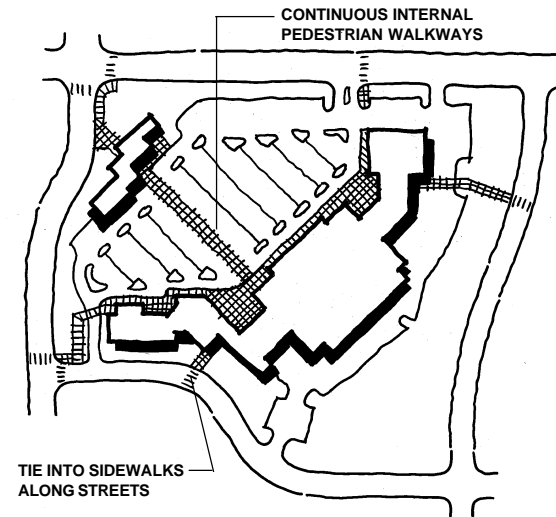 CONTINUOUS INTERNAL
PEDESTRIAN WALKWAYS
TIE INTO SIDEWALKS
ALONG STREETS